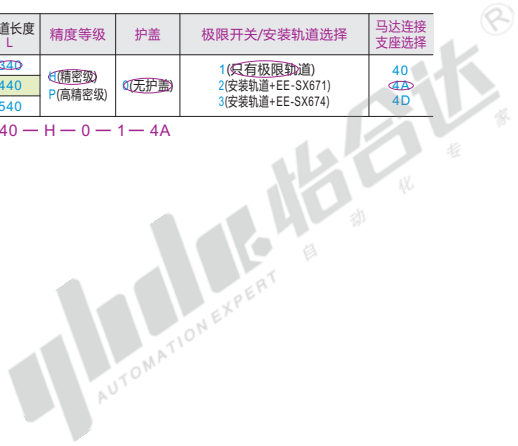 道长度 精度等级 护盖 极限开关/安装轨道选择 马达连接
L 支座选择
340 H(精密级) 0(无护盖) 1(只有极限轨道) 40
440 P(高精密级) 2(安装轨道+EE-SX671) 4A
540 3(安装轨道+EE-SX674) 4D
40 — H — 0 — 1 — 4A
®
怡合达
自动化专家
yhda
AUTOMATION EXPERT